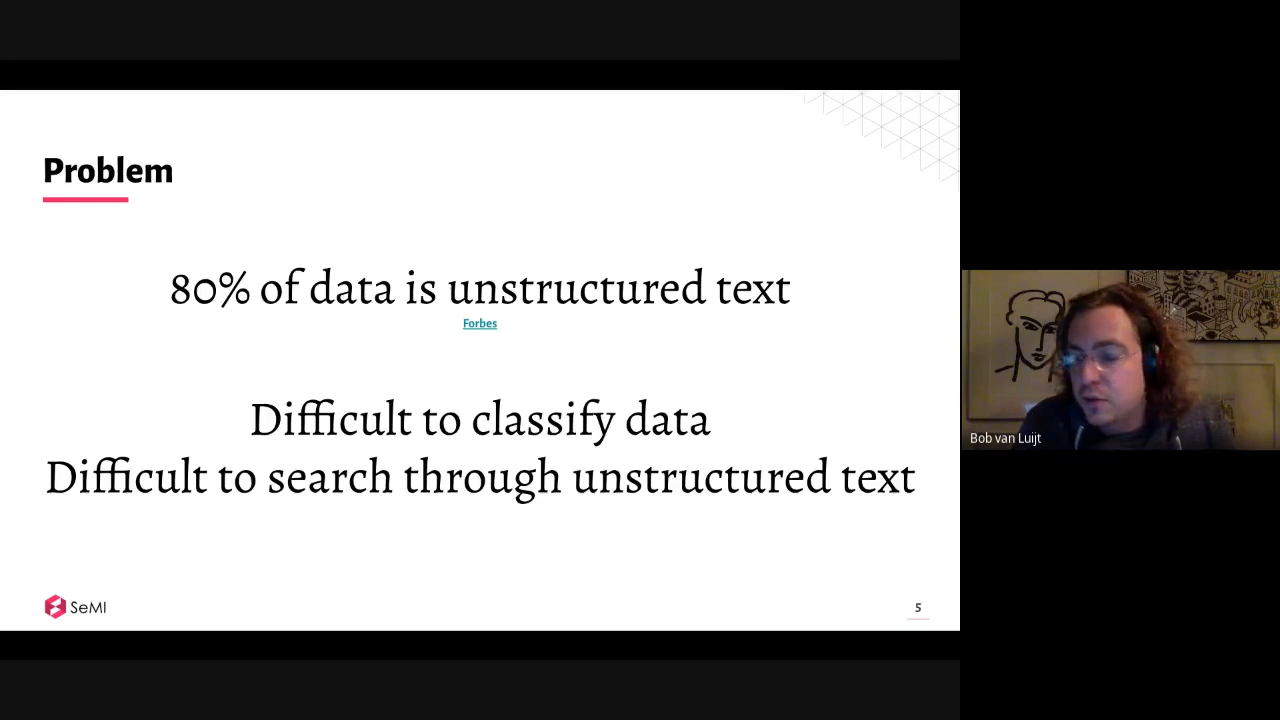 Problem
80% of data is unstructured text
Forbes
Difficult to classify data
Difficult to search through unstructured text
SeMI
5
Bob van Luijt